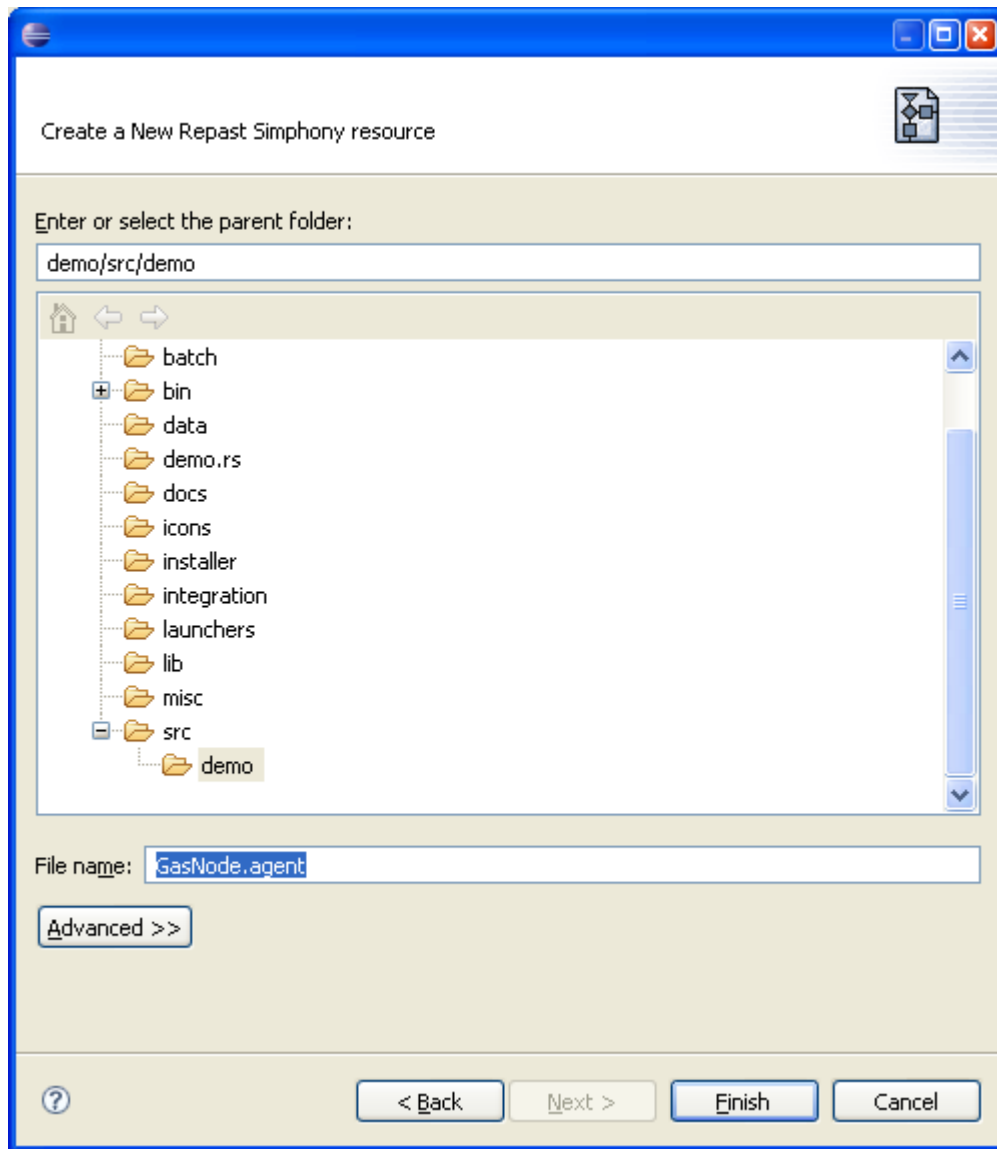 Create a New Repast Simphony resource
Enter or select the parent folder:
demo/src/demo
batch
bin
data
demo.rs
docs
icons
installer
integration
launchers
lib
misc
src
demo
File name: GasNode.agent
Advanced >>
< Back Next > Finish Cancel